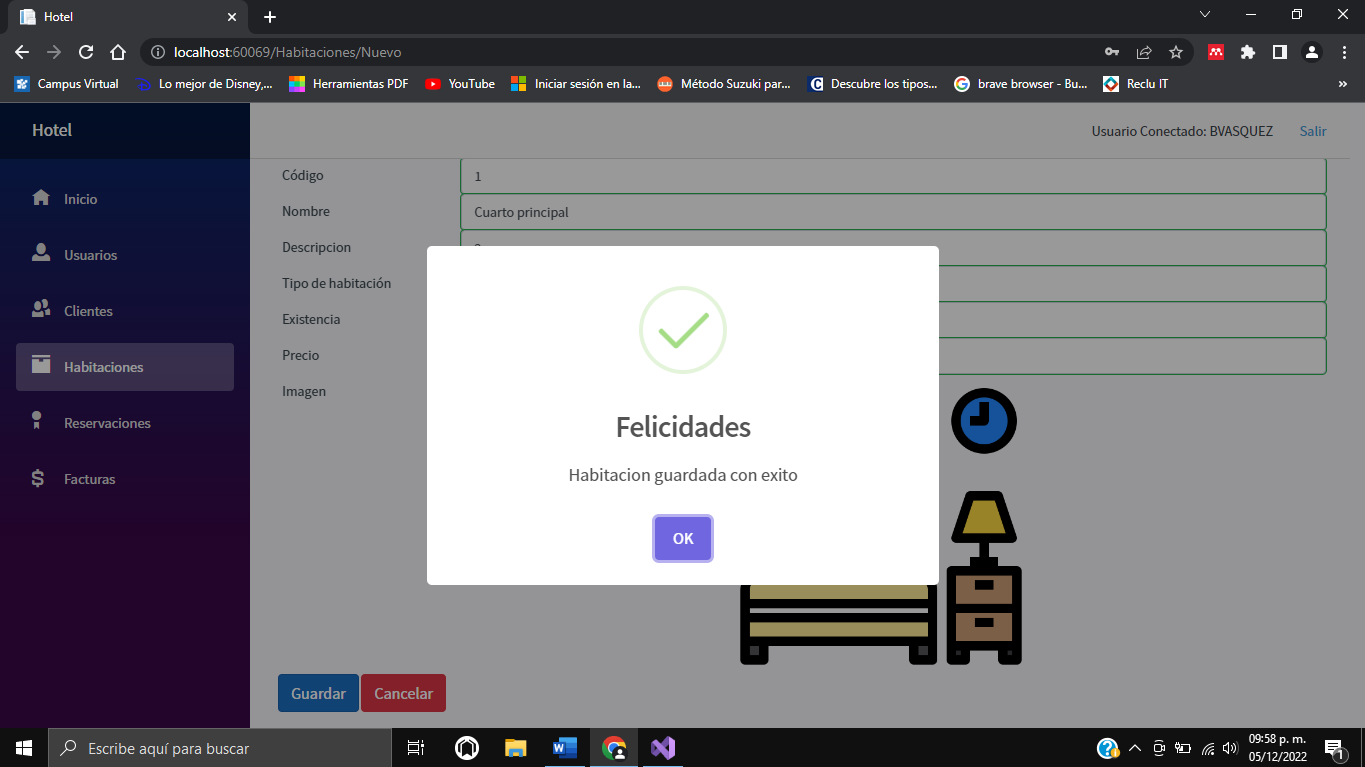 Hotel
localhost:60069/Habitaciones/Nuevo
Campus Virtual Lo mejor de Disney,... Herramientas PDF YouTube Iniciar sesión en la... Método Suzuki par... Descubre los tipos... brave browser - Bu... Reclu IT »
Hotel
Usuario Conectado: BVASQUEZ Salir
Inicio
Usuarios
Clientes
Habitaciones
Reservaciones
Facturas
Código 1
Nombre Cuarto principal
Descripcion
Tipo de habitación
Existencia
Precio
Imagen
Felicidades
Habitacion guardada con exito
OK
Guardar Cancelar
Escribe aquí para buscar
09:58 p. m.
05/12/2022
1